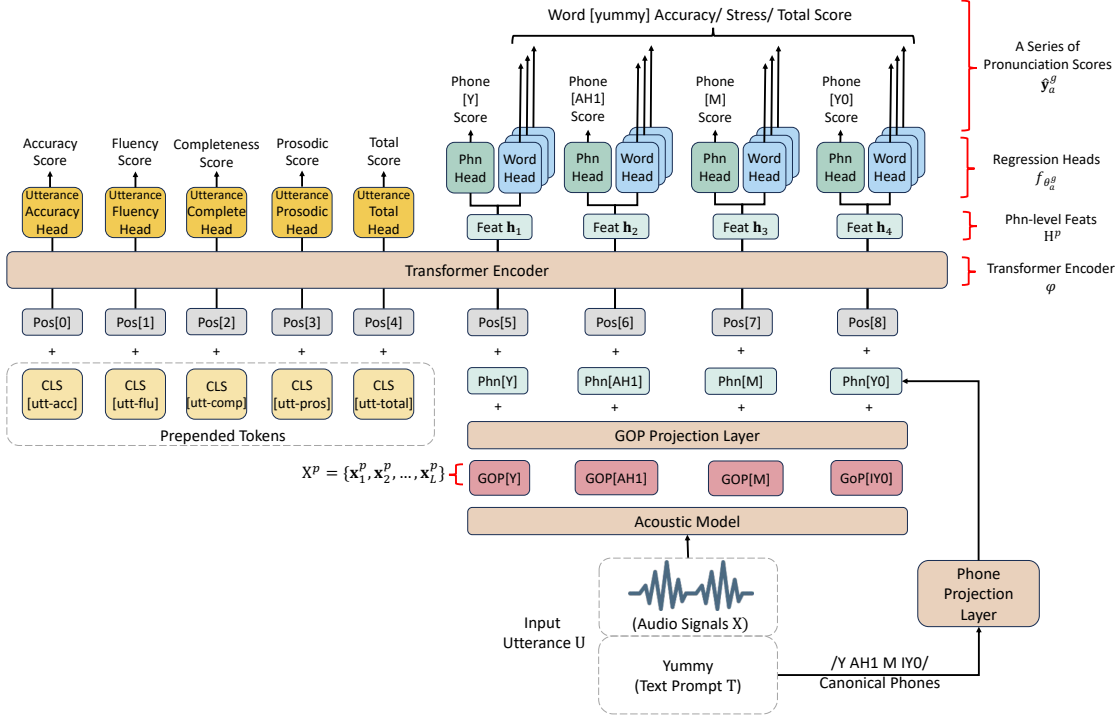 Word [yummy] Accuracy/ Stress/ Total Score
A Series of
Pronunciation Scores
ŷ_a^g
Phone
[Y]
Score
Phone
[AH1]
Score
Phone
[M]
Score
Phone
[Y0]
Score
Accuracy
Score
Fluency
Score
Completeness
Score
Prosodic
Score
Total
Score
Phn
Head
Word
Head
Phn
Head
Word
Head
Phn
Head
Word
Head
Phn
Head
Word
Head
Regression Heads
f_{θ_a^g}
Utterance
Accuracy
Head
Utterance
Fluency
Head
Utterance
Complete
Head
Utterance
Prosodic
Head
Utterance
Total
Head
Feat h₁
Feat h₂
Feat h₃
Feat h₄
Phn-level Feats
H^p
Transformer Encoder
Transformer Encoder
φ
Pos[0]
Pos[1]
Pos[2]
Pos[3]
Pos[4]
Pos[5]
Pos[6]
Pos[7]
Pos[8]
+ + + + + + + + +
CLS
[utt-acc]
CLS
[utt-flu]
CLS
[utt-comp]
CLS
[utt-pros]
CLS
[utt-total]
Prepended Tokens
Phn[Y]
Phn[AH1]
Phn[M]
Phn[Y0]
+ + + +
GOP Projection Layer
X^p = {x_1^p, x_2^p, …, x_L^p}
GOP[Y]
GOP[AH1]
GOP[M]
GoP[IY0]
Acoustic Model
Input
Utterance U
(Audio Signals X)
Yummy
(Text Prompt T)
/Y AH1 M IY0/
Canonical Phones
Phone
Projection
Layer